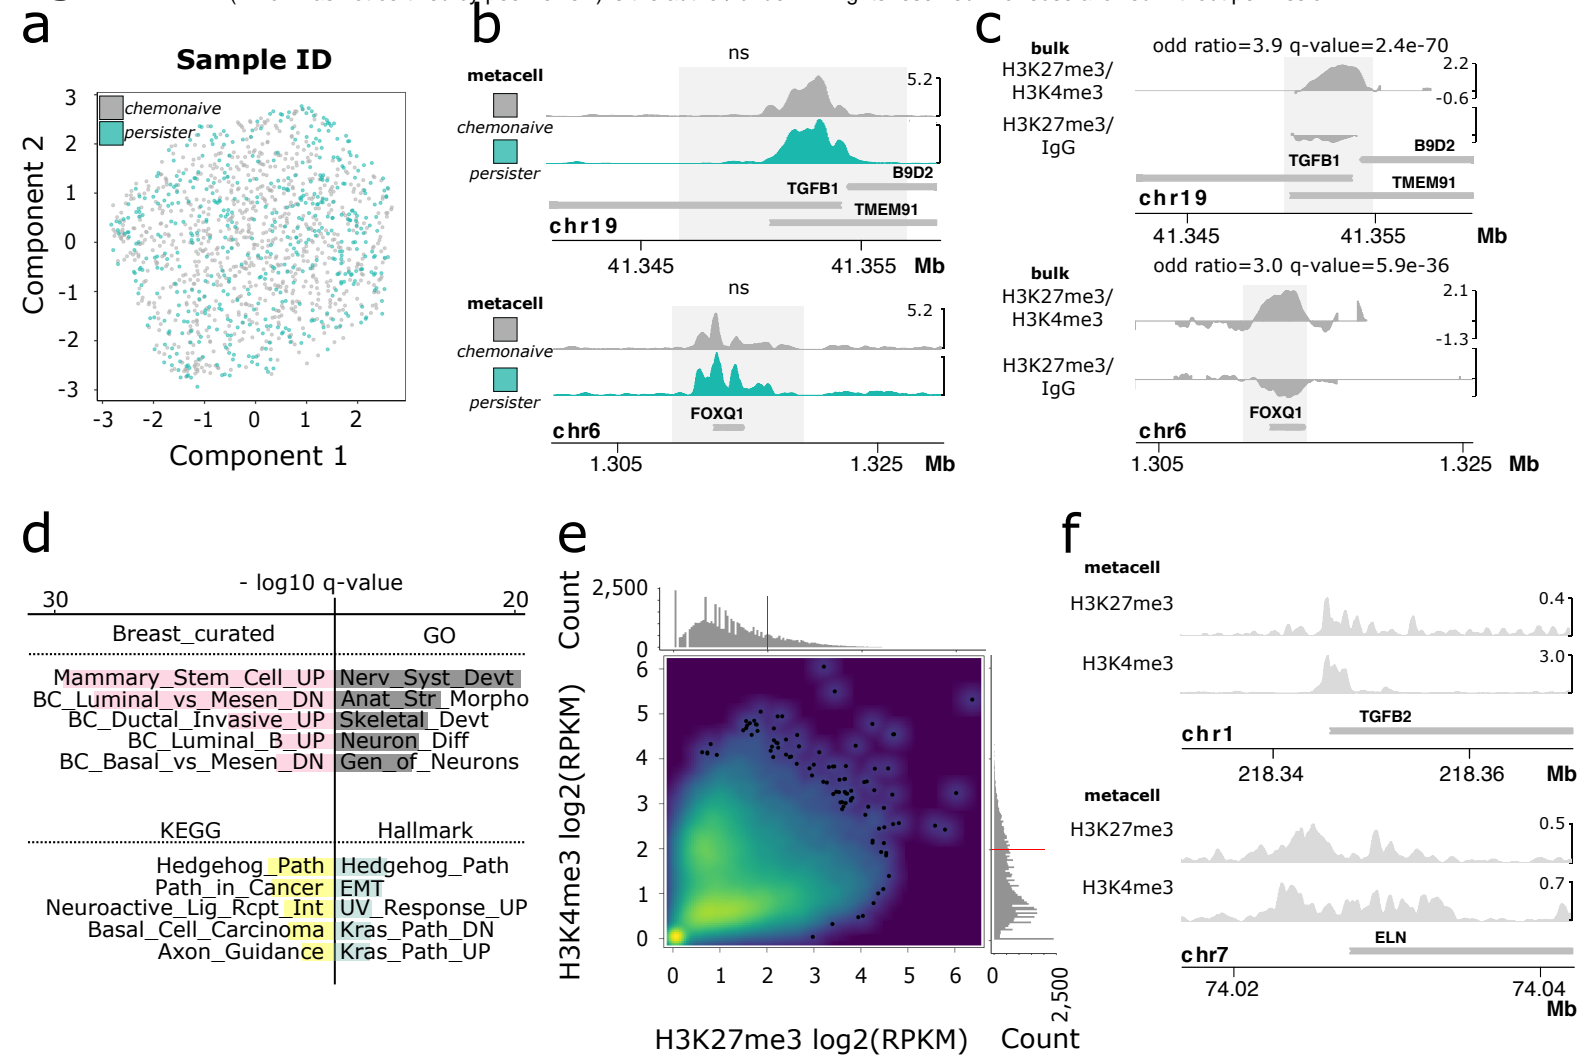 a
Sample ID
chemonaive
persister
3
2
1
0
-1
-2
-3
Component 2
-3
-2
-1
0
1
2
Component 1
b
ns
metacell
chemonaive
persister
5.2
B9D2
TGFB1
TMEM91
chr19
41.345
41.355
Mb
ns
metacell
chemonaive
persister
5.2
FOXQ1
chr6
1.305
1.325
Mb
c
bulk
odd ratio=3.9 q-value=2.4e-70
H3K27me3/
H3K4me3
2.2
-0.6
H3K27me3/
IgG
B9D2
TGFB1
TMEM91
chr19
41.345
41.355
Mb
bulk
odd ratio=3.0 q-value=5.9e-36
H3K27me3/
H3K4me3
2.1
-1.3
H3K27me3/
IgG
FOXQ1
chr6
1.305
1.325
Mb
d
- log10 q-value
30
20
Breast_curated
GO
Mammary_Stem_Cell_UP
Nerv_Syst_Devt
BC_Luminal_vs_Mesen_DN
Anat_Str_Morpho
BC_Ductal_Invasive_UP
Skeletal_Devt
BC_Luminal_B_UP
Neuron_Diff
BC_Basal_vs_Mesen_DN
Gen_of_Neurons
KEGG
Hallmark
Hedgehog_Path
Hedgehog_Path
Path_in_Cancer
EMT
Neuroactive_Lig_Rcpt_Int
UV_Response_UP
Basal_Cell_Carcinoma
Kras_Path_DN
Axon_Guidance
Kras_Path_UP
e
Count
2,500
0
6
5
4
3
2
1
0
H3K4me3 log2(RPKM)
0
1
2
3
4
5
6
H3K27me3 log2(RPKM)
0
2,500
Count
f
metacell
H3K27me3
0.4
H3K4me3
3.0
TGFB2
chr1
218.34
218.36
Mb
metacell
H3K27me3
0.5
H3K4me3
0.7
ELN
chr7
74.02
74.04
Mb